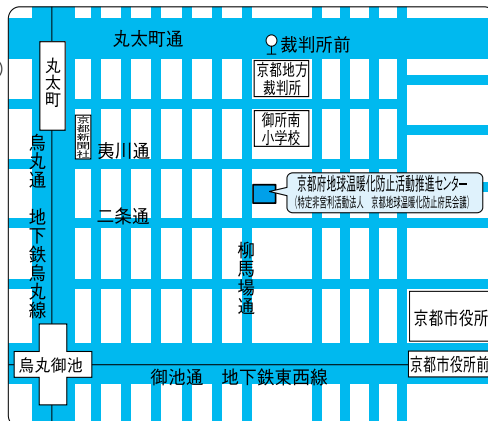 丸太町通
裁判所前
丸太町
京都地方
裁判所
京都新聞社
御所南
小学校
夷川通
烏丸通 地下鉄烏丸線
京都府地球温暖化防止活動推進センター
(特定非営利活動法人 京都地球温暖化防止府民会議)
二条通
柳馬場通
京都市役所
烏丸御池
京都市役所前
御池通 地下鉄東西線